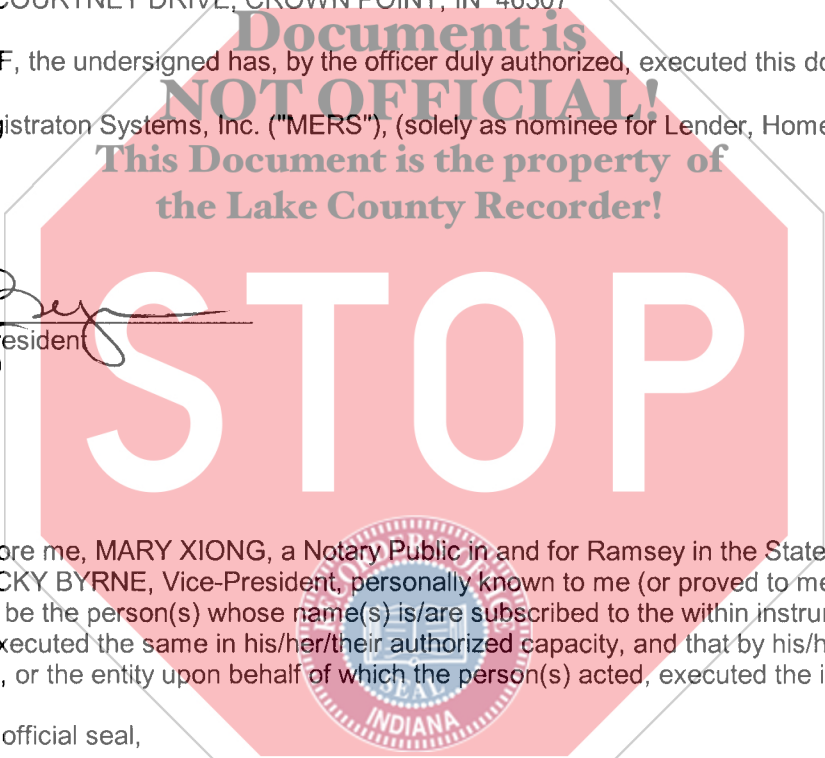 COURTNEY DRIVE, CROWN POINT, IN 46307
Document is
F, the undersigned has, by the officer duly authorized, executed this do
NOT OFFICIAL!
gistraton Systems, Inc. ("MERS"), (solely as nominee for Lender, Home
This Document is the property of
the Lake County Recorder!
STOP
resident
ore me, MARY XIONG, a Notary Public in and for Ramsey in the State
CKY BYRNE, Vice-President, personally known to me (or proved to me
be the person(s) whose name(s) is/are subscribed to the within instru
xecuted the same in his/her/their authorized capacity, and that by his/h
, or the entity upon behalf of which the person(s) acted, executed the i
SEAL
INDIANA
official seal,